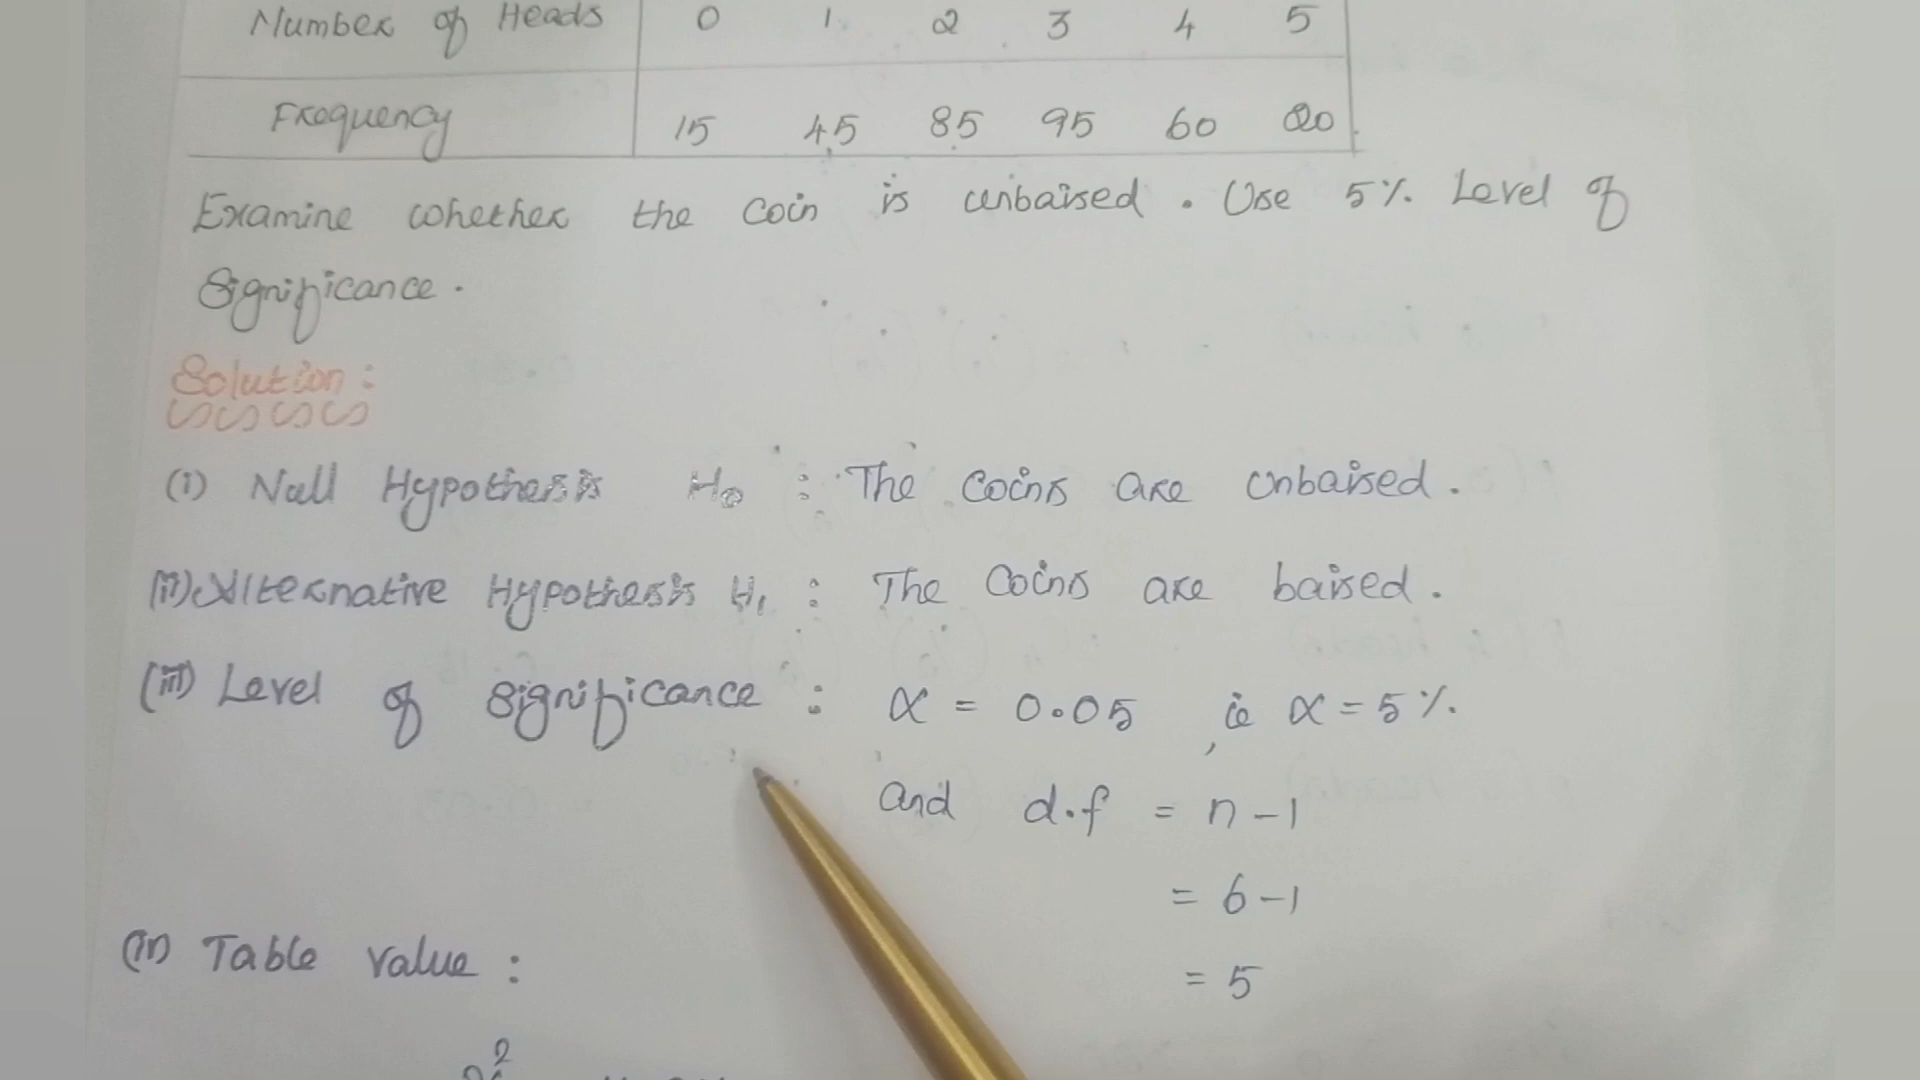 Number of Heads 0 1 2 3 4 5
Frequency 15 45 85 95 60 20
Examine whether the coin is unbaised. Use 5% Level of
Significance.
Solution:
(i) Null Hypothesis H₀ : The Coins are Unbaised.
(ii) Alternative Hypothesis H₁ : The Coins are baised.
(iii) Level of Significance : α = 0.05, ie α = 5%.
and d.f = n-1
= 6-1
= 5
(iv) Table value :